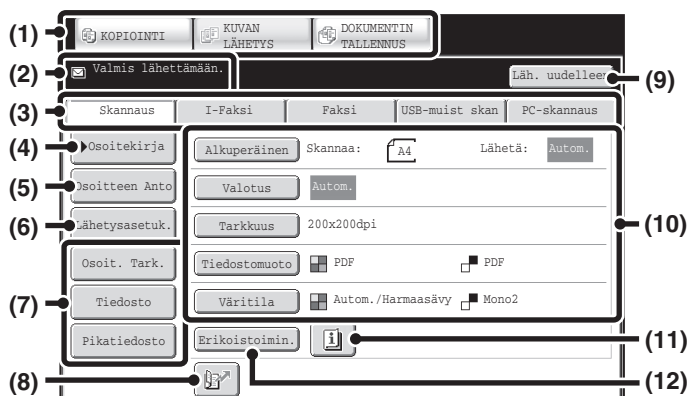 (1)
KOPIOINTI
KUVAN
LÄHETYS
DOKUMENTIN
TALLENNUS
(2)
Valmis lähettämään.
Läh. uudelleen
(9)
(3)
Skannaus
I-Faksi
Faksi
USB-muist skan
PC-skannaus
(4)
Osoitekirja
Alkuperäinen
Skannaa:
A4
Lähetä:
Autom.
(5)
Osoitteen Anto
Valotus
Autom.
(6)
Lähetysasetuk.
Tarkkuus
200x200dpi
(10)
Osoit. Tark.
Tiedostomuoto
PDF
PDF
(7)
Tiedosto
Väritila
Autom./Harmaasävy
Mono2
Pikatiedosto
Erikoistoimin.
(11)
(8)
(12)